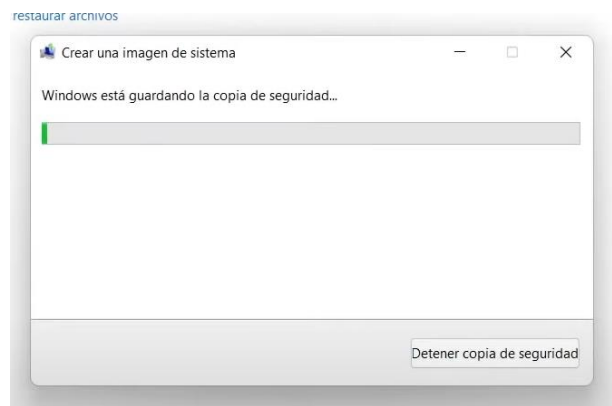 restaurar archivos
Crear una imagen de sistema
Windows está guardando la copia de seguridad...
Detener copia de seguridad